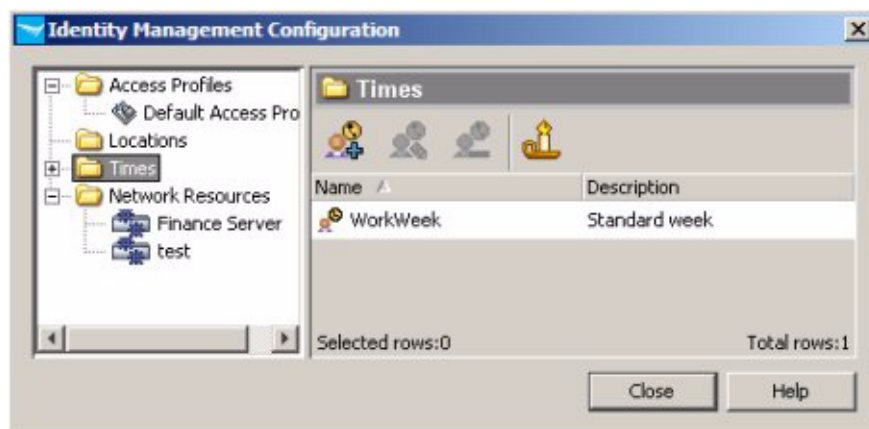 Identity Management Configuration
Access Profiles
Default Access Pro
Locations
Times
Network Resources
Finance Server
test
Times
Name Description
WorkWeek Standard week
Selected rows:0 Total rows:1
Close Help